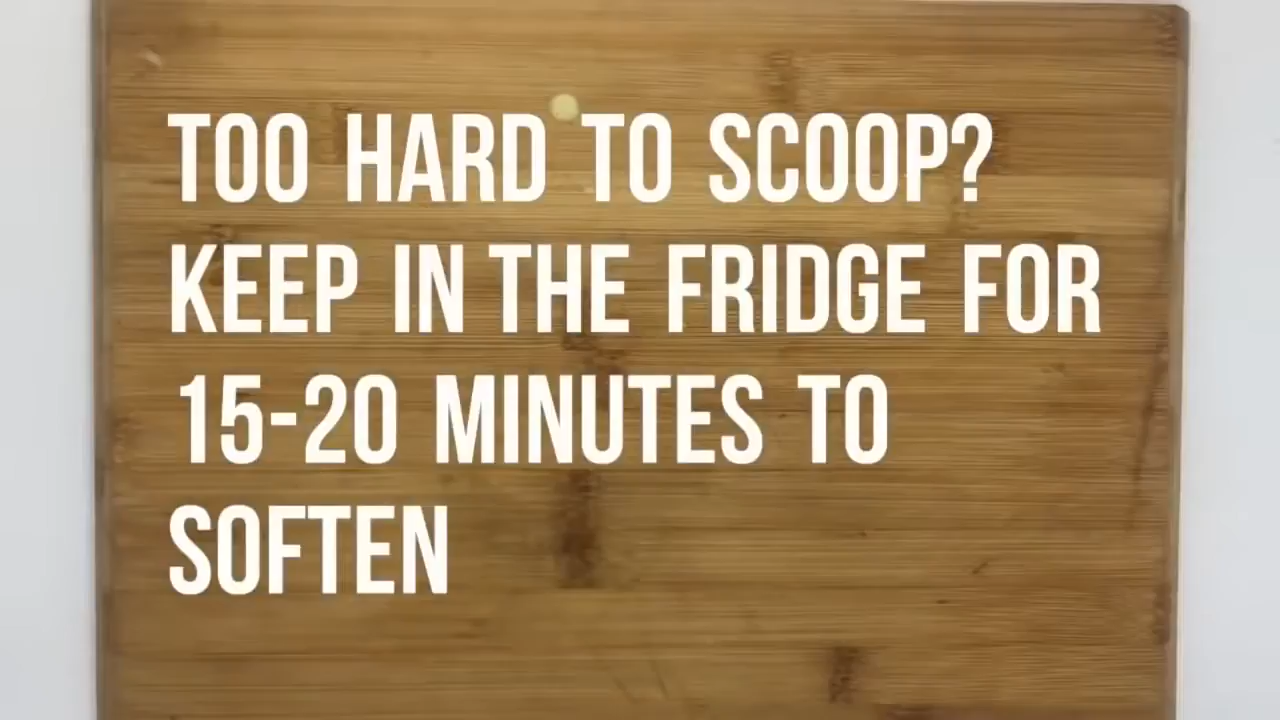 TOO HARD TO SCOOP?
KEEP IN THE FRIDGE FOR
15-20 MINUTES TO
SOFTEN